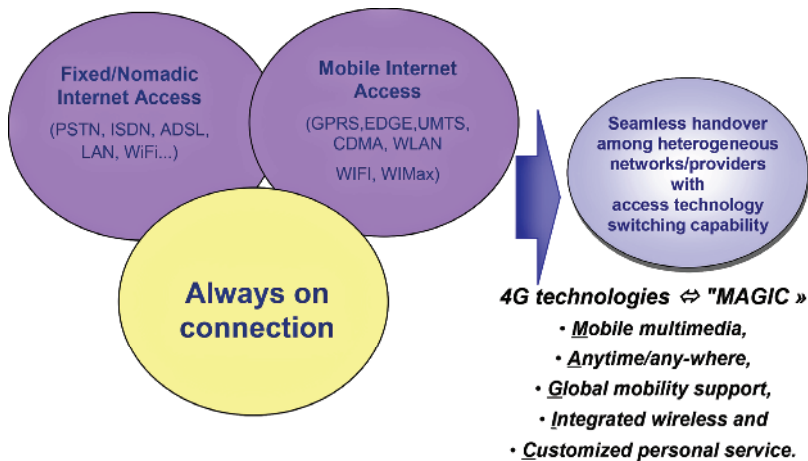 Fixed/Nomadic
Internet Access
(PSTN, ISDN, ADSL,
LAN, WiFi...)
Mobile Internet
Access
(GPRS,EDGE,UMTS,
CDMA, WLAN
WIFI, WIMax)
Always on
connection
Seamless handover
among heterogeneous
networks/providers
with
access technology
switching capability
4G technologies ⇔ "MAGIC »
• Mobile multimedia,
• Anytime/any-where,
• Global mobility support,
• Integrated wireless and
• Customized personal service.